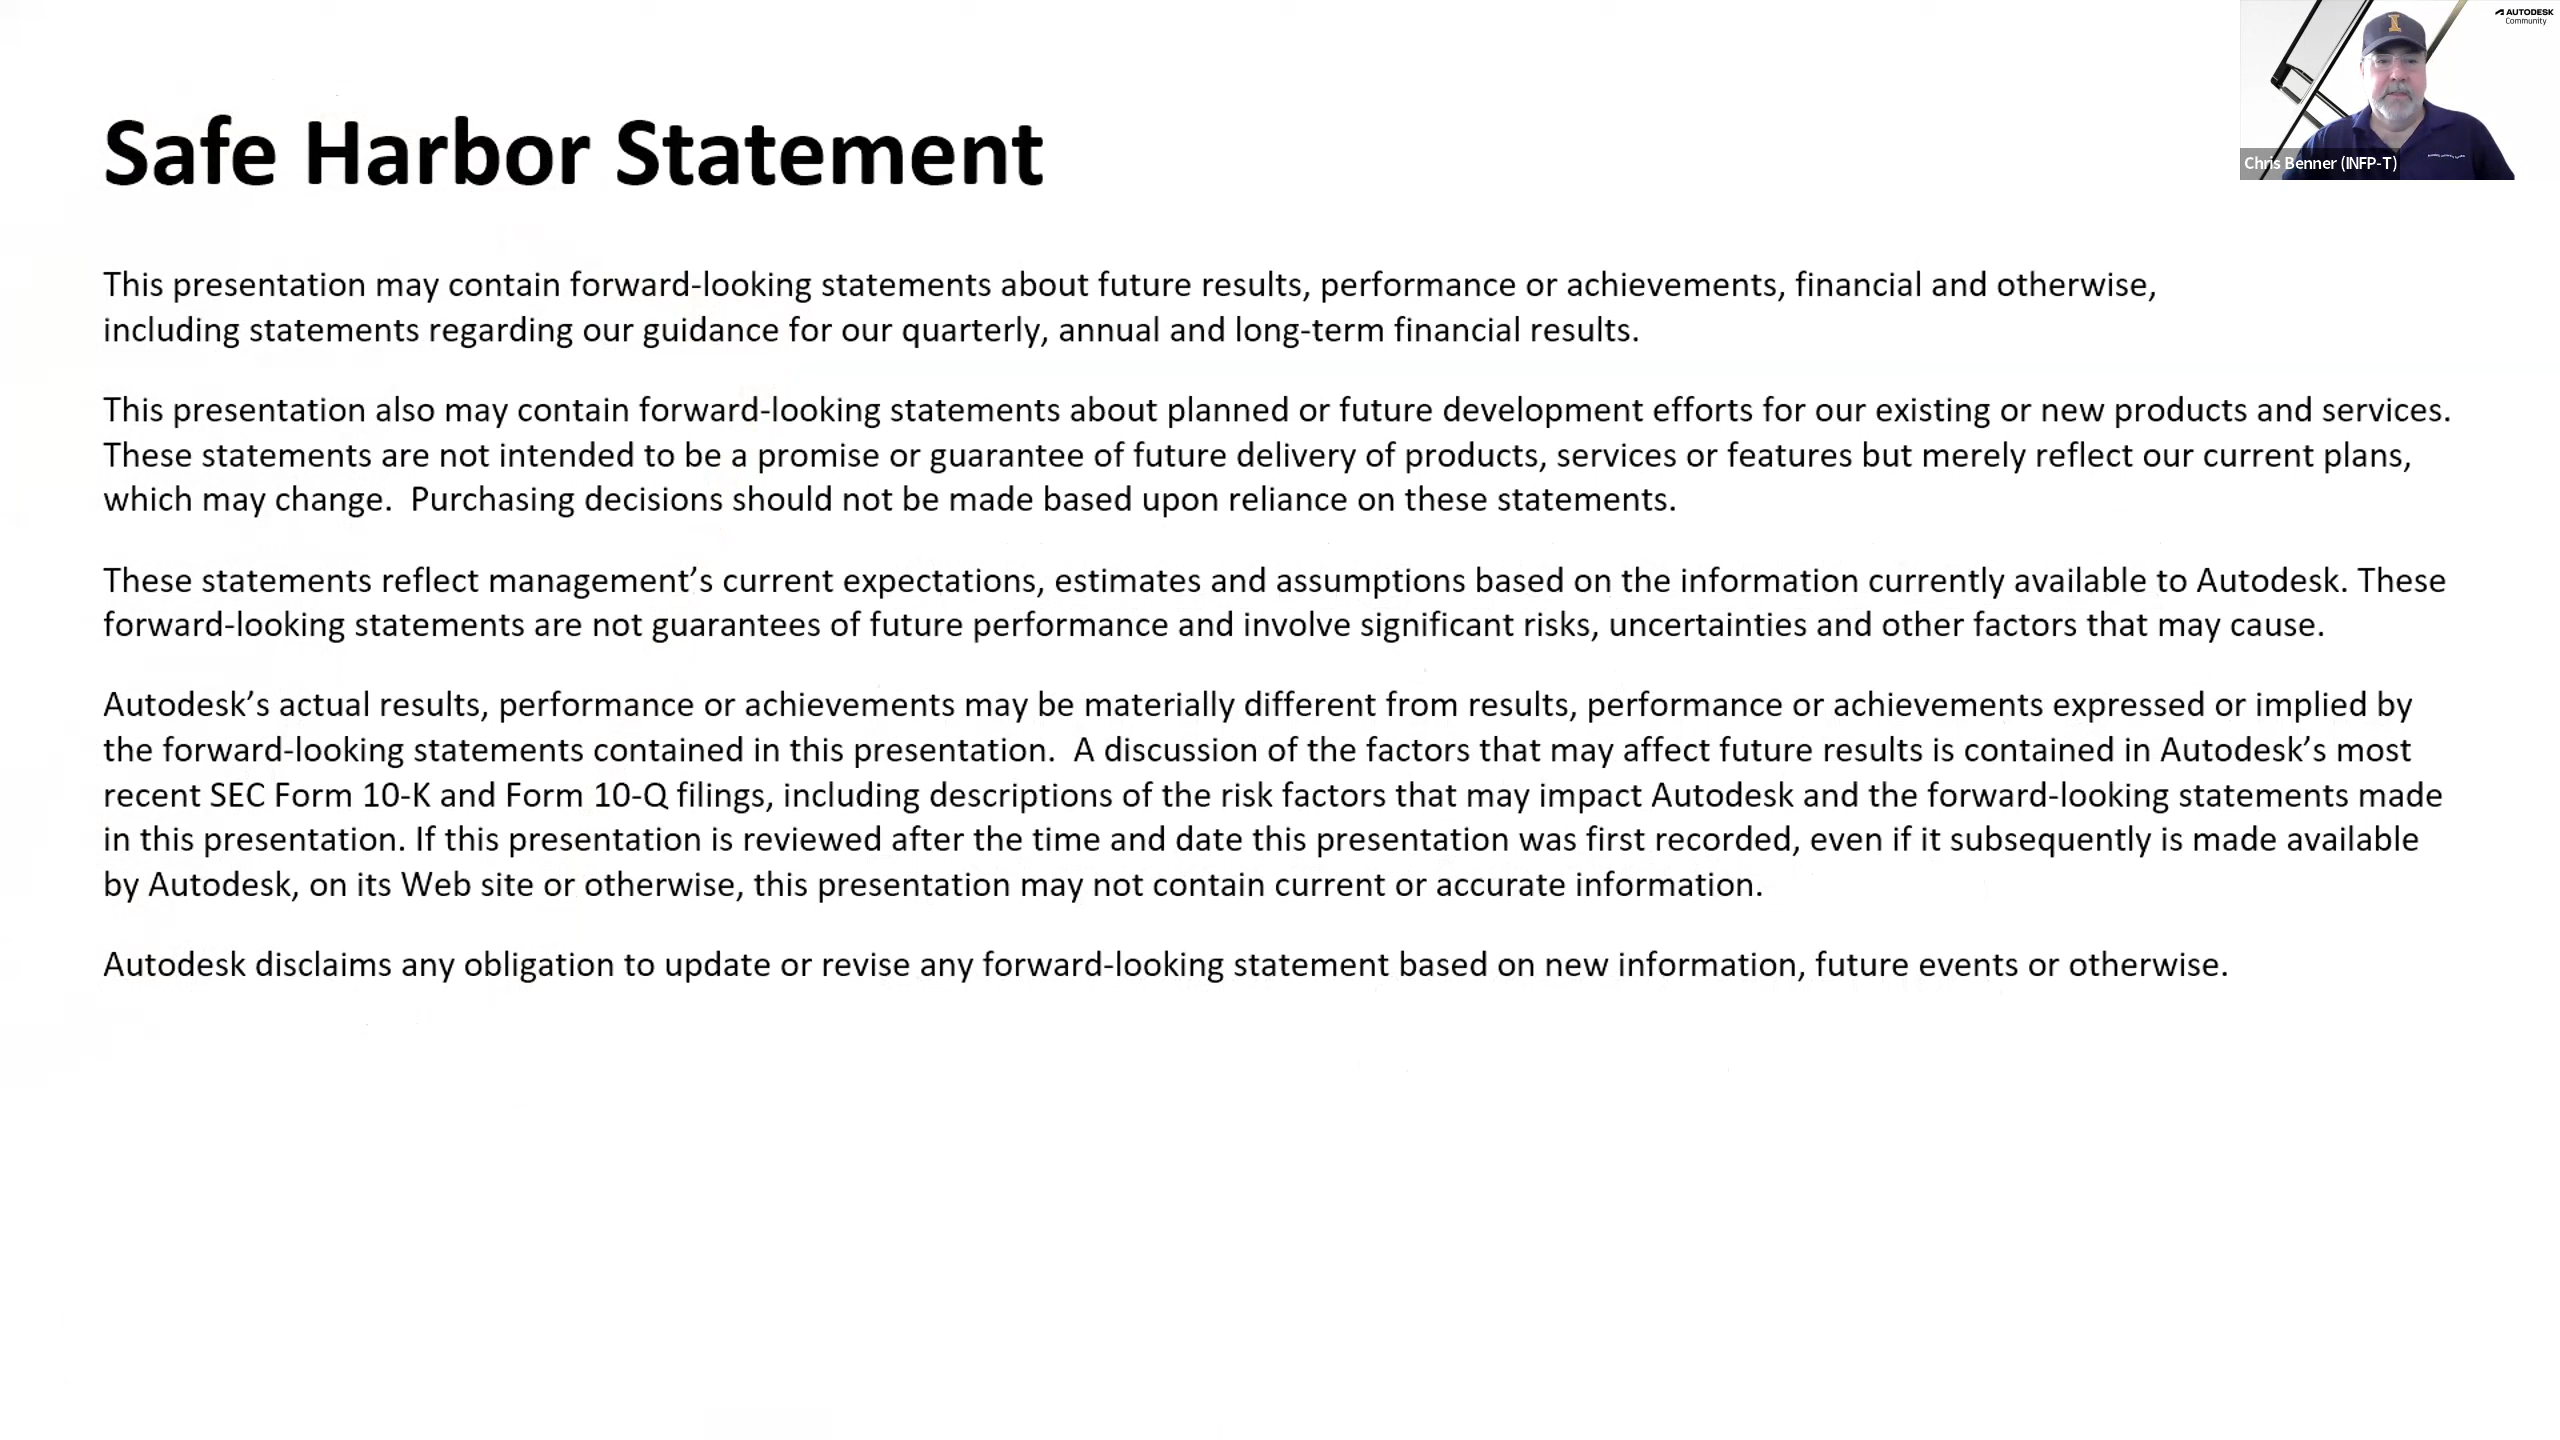 Safe Harbor Statement
This presentation may contain forward-looking statements about future results, performance or achievements, financial and otherwise,
including statements regarding our guidance for our quarterly, annual and long-term financial results.
This presentation also may contain forward-looking statements about planned or future development efforts for our existing or new products and services.
These statements are not intended to be a promise or guarantee of future delivery of products, services or features but merely reflect our current plans,
which may change.  Purchasing decisions should not be made based upon reliance on these statements.
These statements reflect management’s current expectations, estimates and assumptions based on the information currently available to Autodesk. These
forward-looking statements are not guarantees of future performance and involve significant risks, uncertainties and other factors that may cause.
Autodesk’s actual results, performance or achievements may be materially different from results, performance or achievements expressed or implied by
the forward-looking statements contained in this presentation.  A discussion of the factors that may affect future results is contained in Autodesk’s most
recent SEC Form 10-K and Form 10-Q filings, including descriptions of the risk factors that may impact Autodesk and the forward-looking statements made
in this presentation. If this presentation is reviewed after the time and date this presentation was first recorded, even if it subsequently is made available
by Autodesk, on its Web site or otherwise, this presentation may not contain current or accurate information.
Autodesk disclaims any obligation to update or revise any forward-looking statement based on new information, future events or otherwise.
AUTODESK
Community
I
Chris Benner (INFP-T)